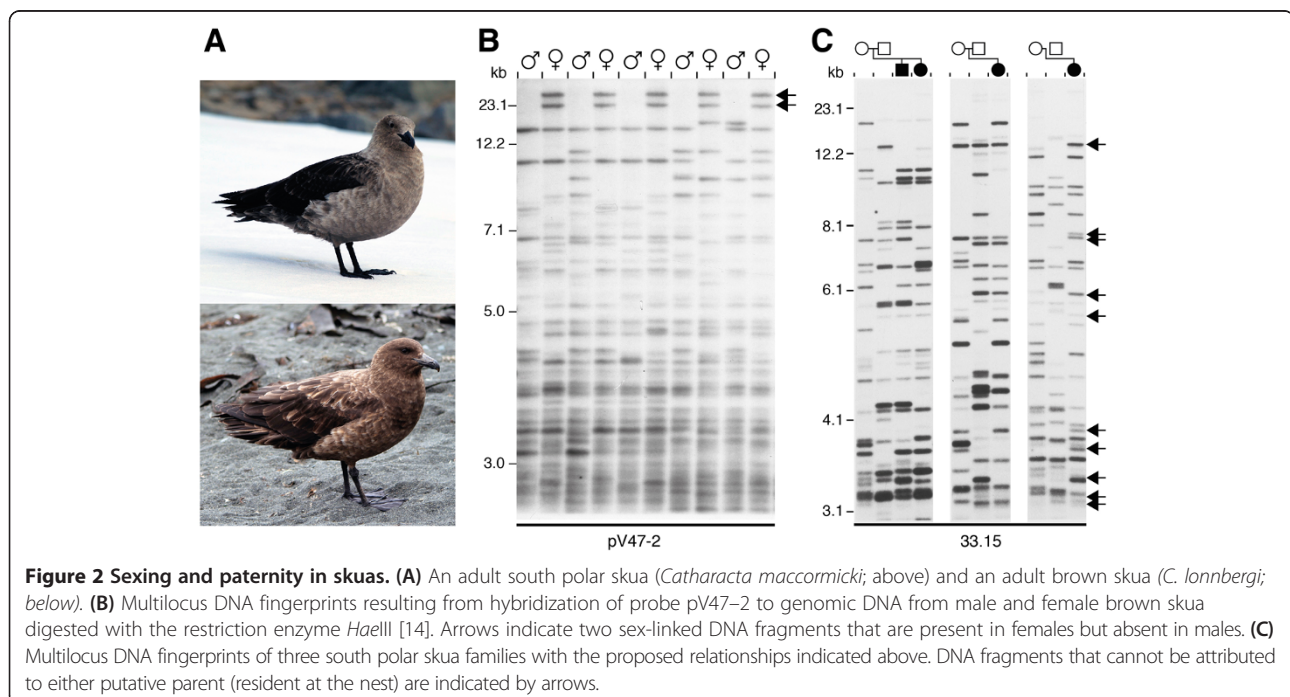 A
B
C
♂ ♀ ♂ ♀ ♂ ♀ ♂ ♀ ♂ ♀
kb
23.1
12.2
7.1
5.0
3.0
pV47-2
kb
23.1
12.2
8.1
6.1
4.1
3.1
33.15
Figure 2 Sexing and paternity in skuas. (A) An adult south polar skua (Catharacta maccormicki; above) and an adult brown skua (C. lonnbergi;
below). (B) Multilocus DNA fingerprints resulting from hybridization of probe pV47–2 to genomic DNA from male and female brown skua
digested with the restriction enzyme HaeIII [14]. Arrows indicate two sex-linked DNA fragments that are present in females but absent in males. (C)
Multilocus DNA fingerprints of three south polar skua families with the proposed relationships indicated above. DNA fragments that cannot be attributed
to either putative parent (resident at the nest) are indicated by arrows.